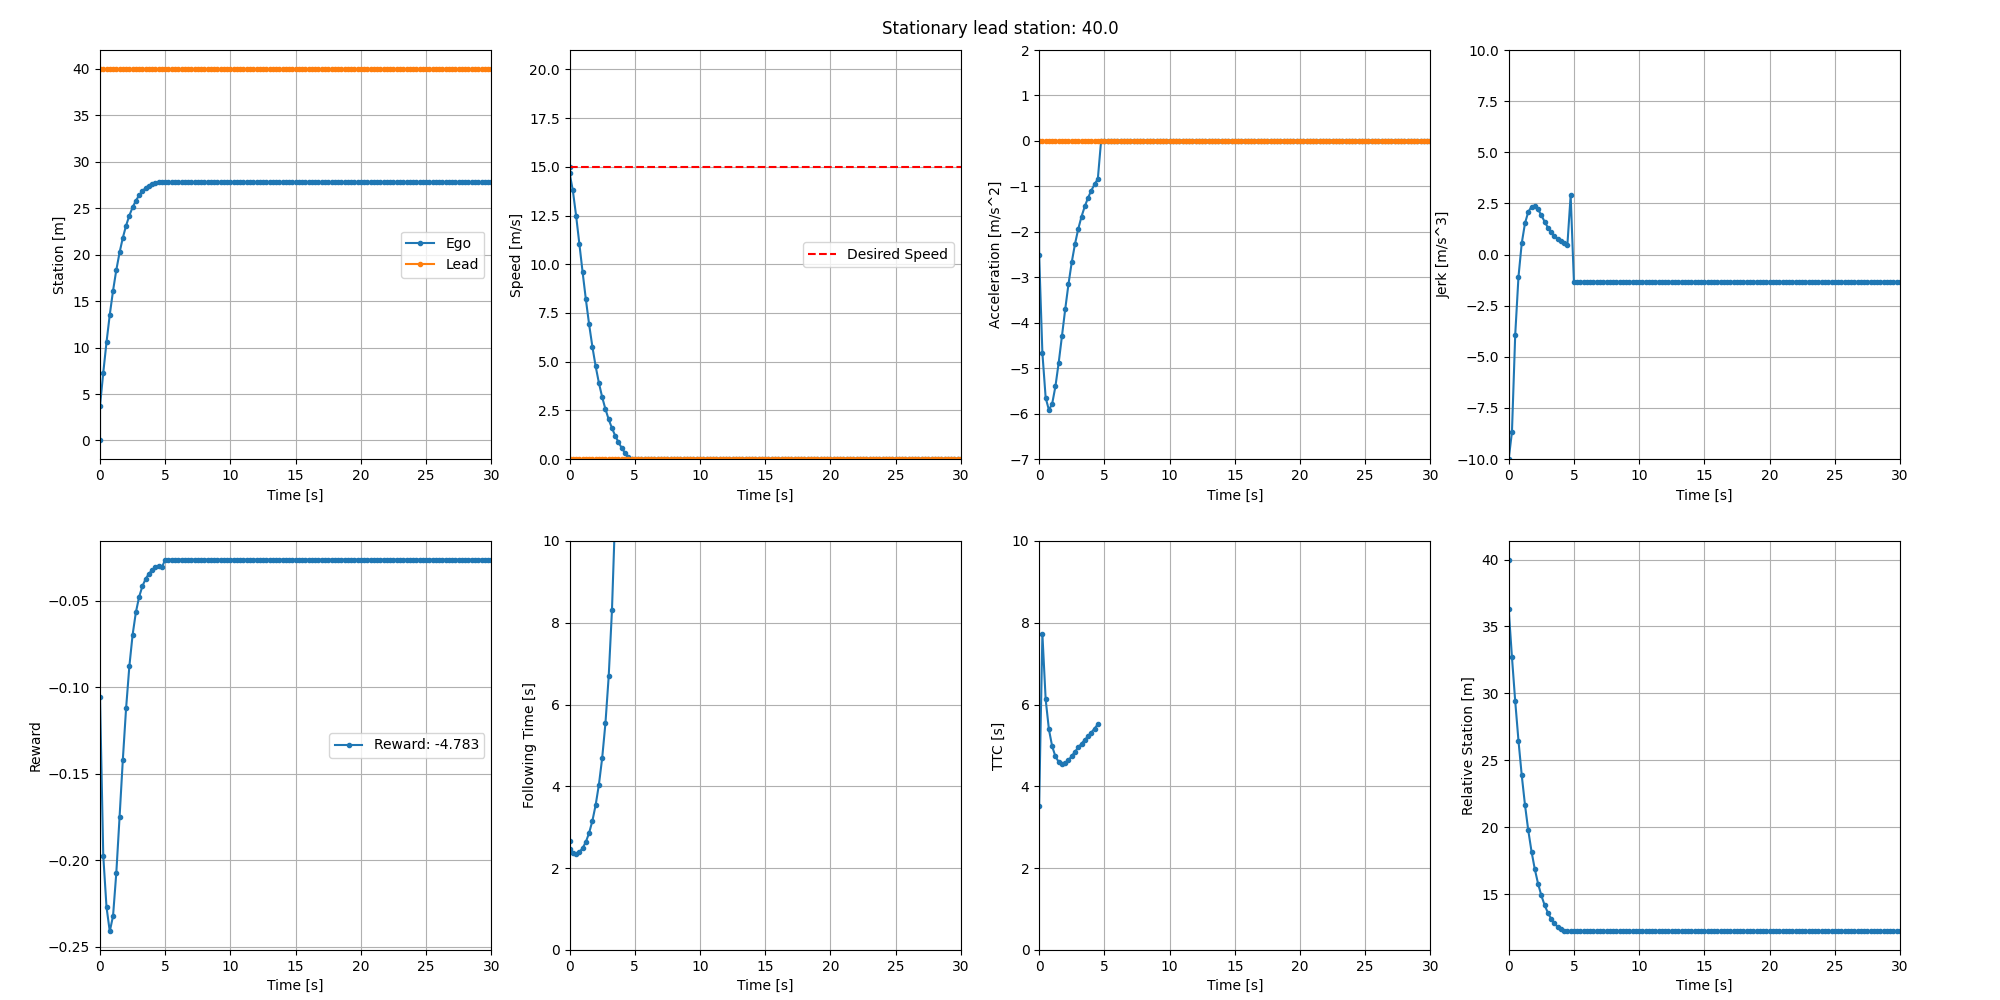 Stationary lead station: 40.0
40
35
30
25
20
15
10
5
0
Station [m]
Ego
Lead
0 5 10 15 20 25 30
Time [s]
20.0
17.5
15.0
12.5
10.0
7.5
5.0
2.5
0.0
Speed [m/s]
Desired Speed
0 5 10 15 20 25 30
Time [s]
2
1
0
−1
−2
−3
−4
−5
−6
−7
Acceleration [m/s^2]
0 5 10 15 20 25 30
Time [s]
10.0
7.5
5.0
2.5
0.0
−2.5
−5.0
−7.5
−10.0
Jerk [m/s^3]
0 5 10 15 20 25 30
Time [s]
−0.05
−0.10
−0.15
−0.20
−0.25
Reward
Reward: -4.783
0 5 10 15 20 25 30
Time [s]
10
8
6
4
2
0
Following Time [s]
0 5 10 15 20 25 30
Time [s]
10
8
6
4
2
0
TTC [s]
0 5 10 15 20 25 30
Time [s]
40
35
30
25
20
15
Relative Station [m]
0 5 10 15 20 25 30
Time [s]